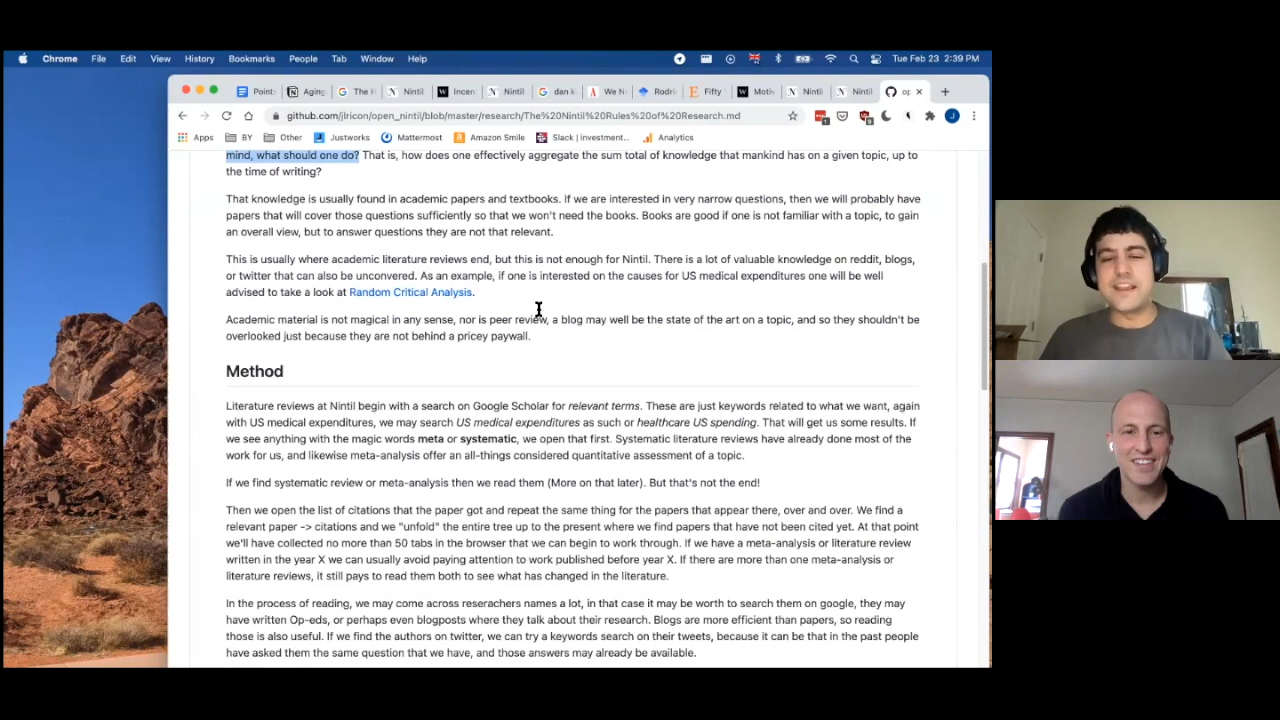 Chrome File Edit View History Bookmarks People Tab Window Help Tue Feb 23 2:39 PM
Point: Aging The H Nintil Incen Nintil dan k We N Rodri Fifty Moti Nintil Nintil op
github.com/jlricon/open_nintil/blob/master/research/The%20Nintil%20Rules%20of%20Research.md
Apps BY Other Justworks Mattermost Amazon Smile Slack | investment... Analytics
mind, what should one do? That is, how does one effectively aggregate the sum total of knowledge that mankind has on a given topic, up to
the time of writing?
That knowledge is usually found in academic papers and textbooks. If we are interested in very narrow questions, then we will probably have
papers that will cover those questions sufficiently so that we won't need the books. Books are good if one is not familiar with a topic, to gain
an overall view, but to answer questions they are not that relevant.
This is usually where academic literature reviews end, but this is not enough for Nintil. There is a lot of valuable knowledge on reddit, blogs,
or twitter that can also be unconvered. As an example, if one is interested on the causes for US medical expenditures one will be well
advised to take a look at Random Critical Analysis.
Academic material is not magical in any sense, nor is peer review, a blog may well be the state of the art on a topic, and so they shouldn't be
overlooked just because they are not behind a pricey paywall.
Method
Literature reviews at Nintil begin with a search on Google Scholar for relevant terms. These are just keywords related to what we want, again
with US medical expenditures, we may search US medical expenditures as such or healthcare US spending. That will get us some results. If
we see anything with the magic words meta or systematic, we open that first. Systematic literature reviews have already done most of the
work for us, and likewise meta-analysis offer an all-things considered quantitative assessment of a topic.
If we find systematic review or meta-analysis then we read them (More on that later). But that's not the end!
Then we open the list of citations that the paper got and repeat the same thing for the papers that appear there, over and over. We find a
relevant paper -> citations and we "unfold" the entire tree up to the present where we find papers that have not been cited yet. At that point
we'll have collected no more than 50 tabs in the browser that we can begin to work through. If we have a meta-analysis or literature review
written in the year X we can usually avoid paying attention to work published before year X. If there are more than one meta-analysis or
literature reviews, it still pays to read them both to see what has changed in the literature.
In the process of reading, we may come across reserachers names a lot, in that case it may be worth to search them on google, they may
have written Op-eds, or perhaps even blogposts where they talk about their research. Blogs are more efficient than papers, so reading
those is also useful. If we find the authors on twitter, we can try a keywords search on their tweets, because it can be that in the past people
have asked them the same question that we have, and those answers may already be available.